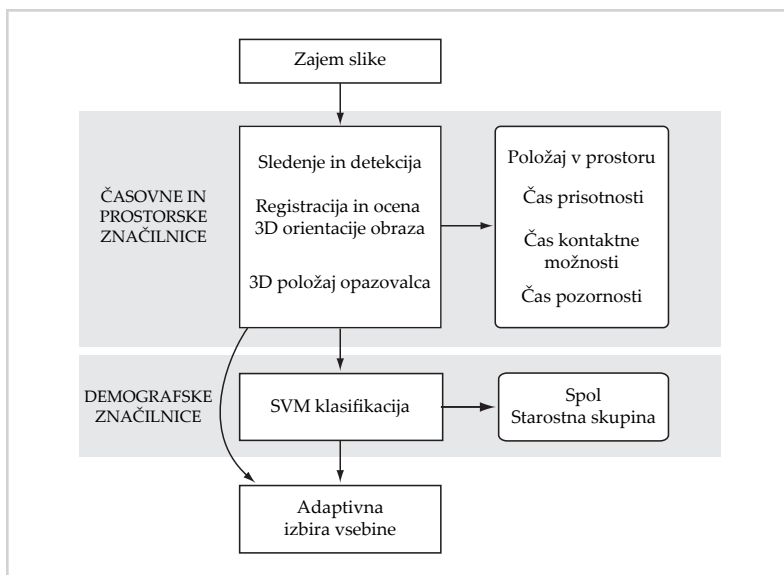 Zajem slike
ČASOVNE IN
PROSTORSKE
ZNAČILNICE
Sledenje in detekcija
Registracija in ocena
3D orientacije obraza
3D položaj opazovalca
Položaj v prostoru
Čas prisotnosti
Čas kontaktne
možnosti
Čas pozornosti
DEMOGRAFSKE
ZNAČILNICE
SVM klasifikacija
Spol
Starostna skupina
Adaptivna
izbira vsebine